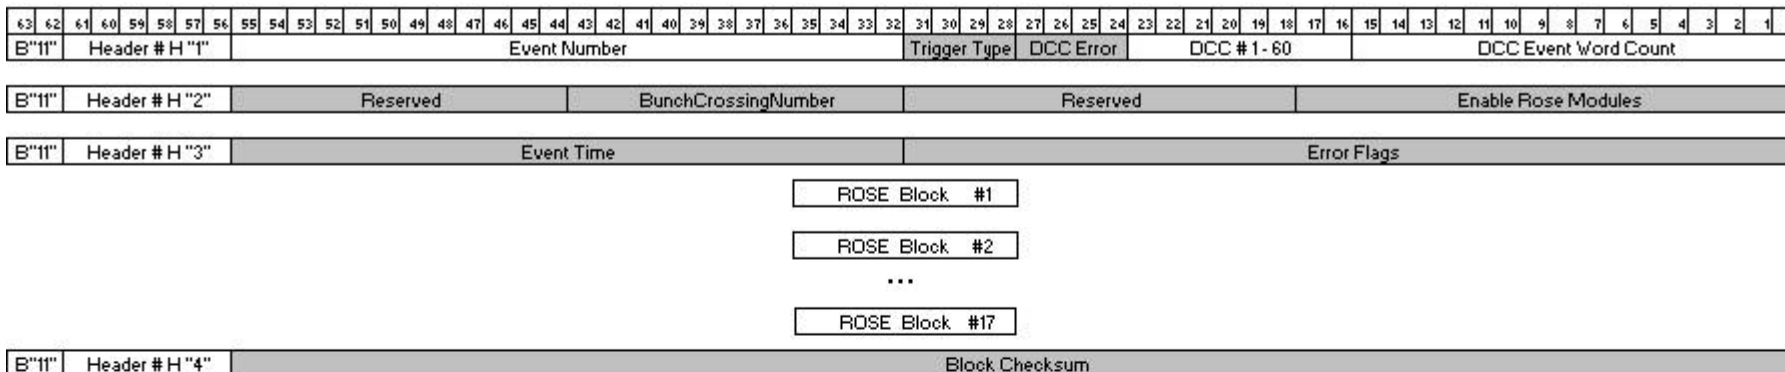 63 62 61 60 59 58 57 56 55 54 53 52 51 50 49 48 47 46 45 44 43 42 41 40 39 38 37 36 35 34 33 32 31 30 29 28 27 26 25 24 23 22 21 20 19 18 17 16 15 14 13 12 11 10 9 8 7 6 5 4 3 2 1
B"11" Header # H "1" Event Number Trigger Type DCC Error DCC # 1 - 60 DCC Event Word Count
B"11" Header # H "2" Reserved BunchCrossingNumber Reserved Enable Rose Modules
B"11" Header # H "3" Event Time Error Flags
ROSE Block #1
ROSE Block #2
...
ROSE Block #17
B"11" Header # H "4" Block Checksum